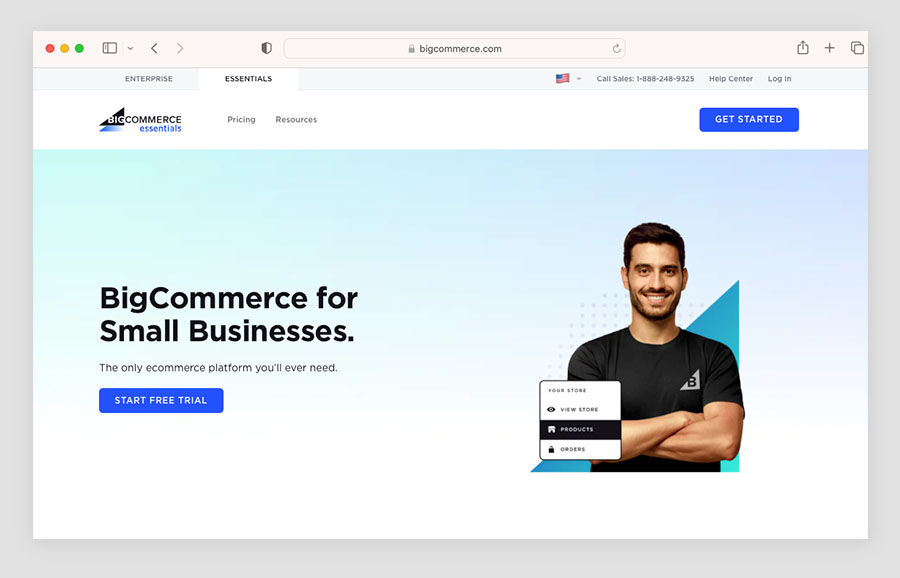 bigcommerce.com
ENTERPRISE
ESSENTIALS
Call Sales: 1-888-248-9325
Help Center
Log In
BIGCOMMERCE
essentials
Pricing
Resources
GET STARTED
BigCommerce for
Small Businesses.
The only ecommerce platform you'll ever need.
START FREE TRIAL
B
YOUR STORE
VIEW STORE
PRODUCTS
ORDERS